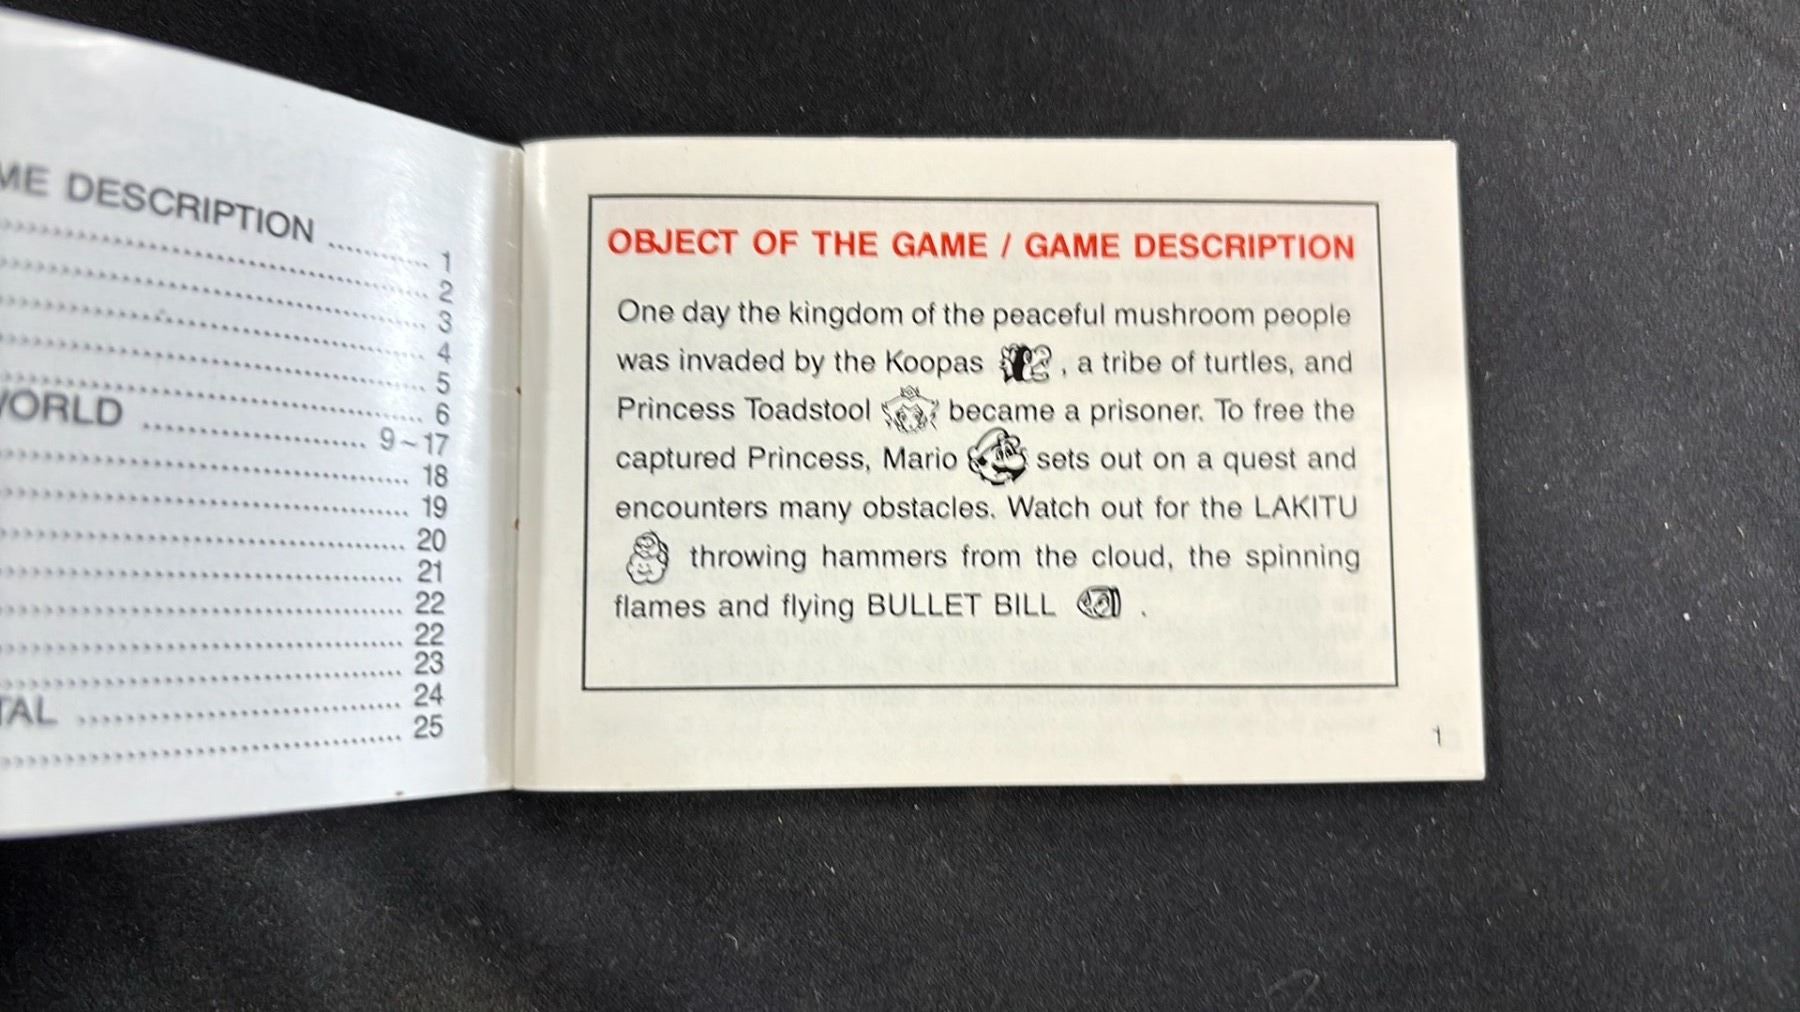 ME DESCRIPTION .......... 1
2
3
4
5
6
WORLD .......... 9~17
18
19
20
21
22
22
23
TAL .......... 24
25
OBJECT OF THE GAME / GAME DESCRIPTION
One day the kingdom of the peaceful mushroom people
was invaded by the Koopas , a tribe of turtles, and
Princess Toadstool became a prisoner. To free the
captured Princess, Mario sets out on a quest and
encounters many obstacles. Watch out for the LAKITU
throwing hammers from the cloud, the spinning
flames and flying BULLET BILL .
1